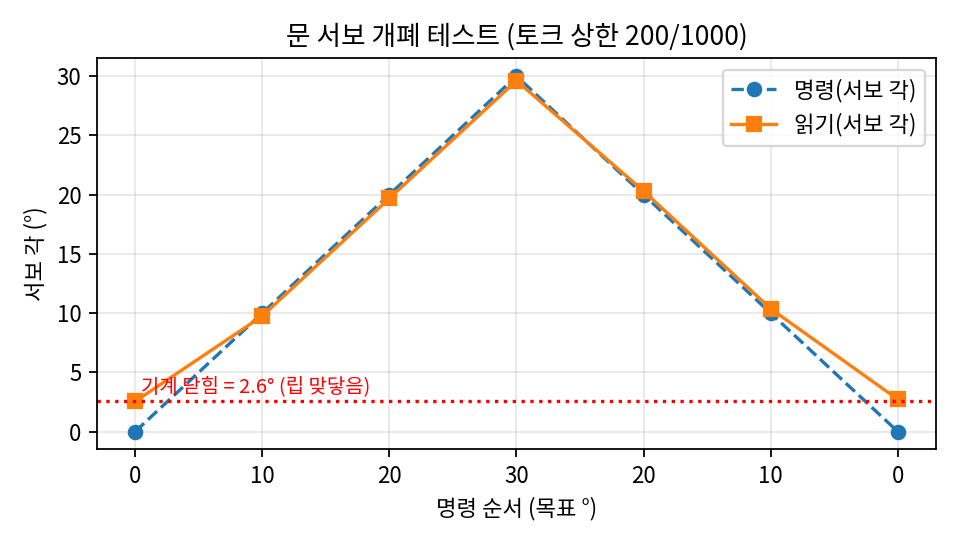 문 서보 개폐 테스트 (토크 상한 200/1000)
명령(서보 각)
읽기(서보 각)
30
25
20
15
10
5
0
서보 각 (°)
기계 닫힘 = 2.6° (립 맞닿음)
0 10 20 30 20 10 0
명령 순서 (목표 °)